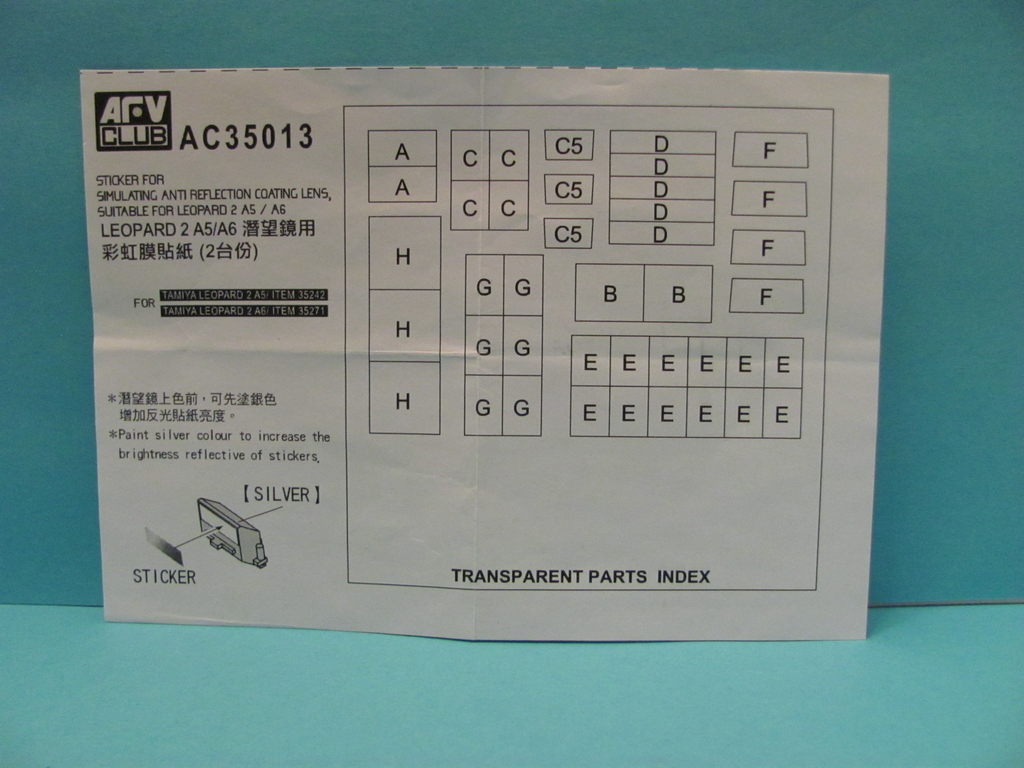 AFV
CLUB
AC35013
STICKER FOR
SIMULATING ANTI REFLECTION COATING LENS,
SUITABLE FOR LEOPARD 2 A5 / A6
LEOPARD 2 A5/A6 潛望鏡用
彩虹膜貼紙 (2台份)
FOR
TAMIYA LEOPARD 2 A5/ ITEM 35242
TAMIYA LEOPARD 2 A6/ ITEM 35271
*潛望鏡上色前，可先塗銀色
增加反光貼紙亮度。
*Paint silver colour to increase the
brightness reflective of stickers.
【SILVER】
STICKER
A
A
H
H
H
C C
C C
G G
G G
G G
C5
C5
C5
D
D
D
D
D
B B
F
F
F
F
E E E E E E
E E E E E E
TRANSPARENT PARTS INDEX